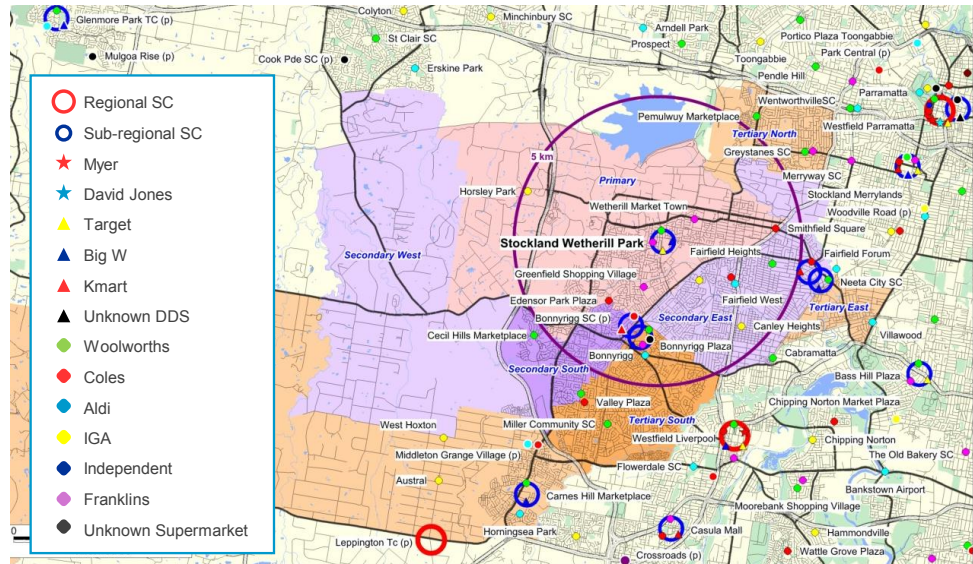 Glenmore Park TC (p)
Colyton
Minchinbury SC
St Clair SC
Arndell Park
Portico Plaza Toongabbie
Mulgoa Rise (p)
Cook Pde SC (p)
Prospect
Toongabbie
Park Central (p)
Erskine Park
Pendle Hill
Parramatta
WentworthvilleSC
Pemulwuy Marketplace
Westfield Parramatta
Tertiary North
Greystanes SC
5 km
Merryway SC
Primary
Horsley Park
Stockland Merrylands
Wetherill Market Town
Woodville Road (p)
Smithfield Square
Stockland Wetherill Park
Secondary West
Fairfield Heights
Fairfield Forum
Greenfield Shopping Village
Neeta City SC
Edensor Park Plaza
Fairfield West
Tertiary East
Bonnyrigg SC (p)
Secondary East
Canley Heights
Villawood
Cecil Hills Marketplace
Bonnyrigg Plaza
Bonnyrigg
Cabramatta
Secondary South
Bass Hill Plaza
Valley Plaza
Chipping Norton Market Plaza
West Hoxton
Miller Community SC
Tertiary South
Westfield Liverpool
Chipping Norton
Middleton Grange Village (p)
The Old Bakery SC
Flowerdale SC
Austral
Bankstown Airport
Carnes Hill Marketplace
Moorebank Shopping Village
Horningsea Park
Casula Mall
Hammondville
Leppington Tc (p)
Crossroads (p)
Wattle Grove Plaza
Regional SC
Sub-regional SC
Myer
David Jones
Target
Big W
Kmart
Unknown DDS
Woolworths
Coles
Aldi
IGA
Independent
Franklins
Unknown Supermarket
0